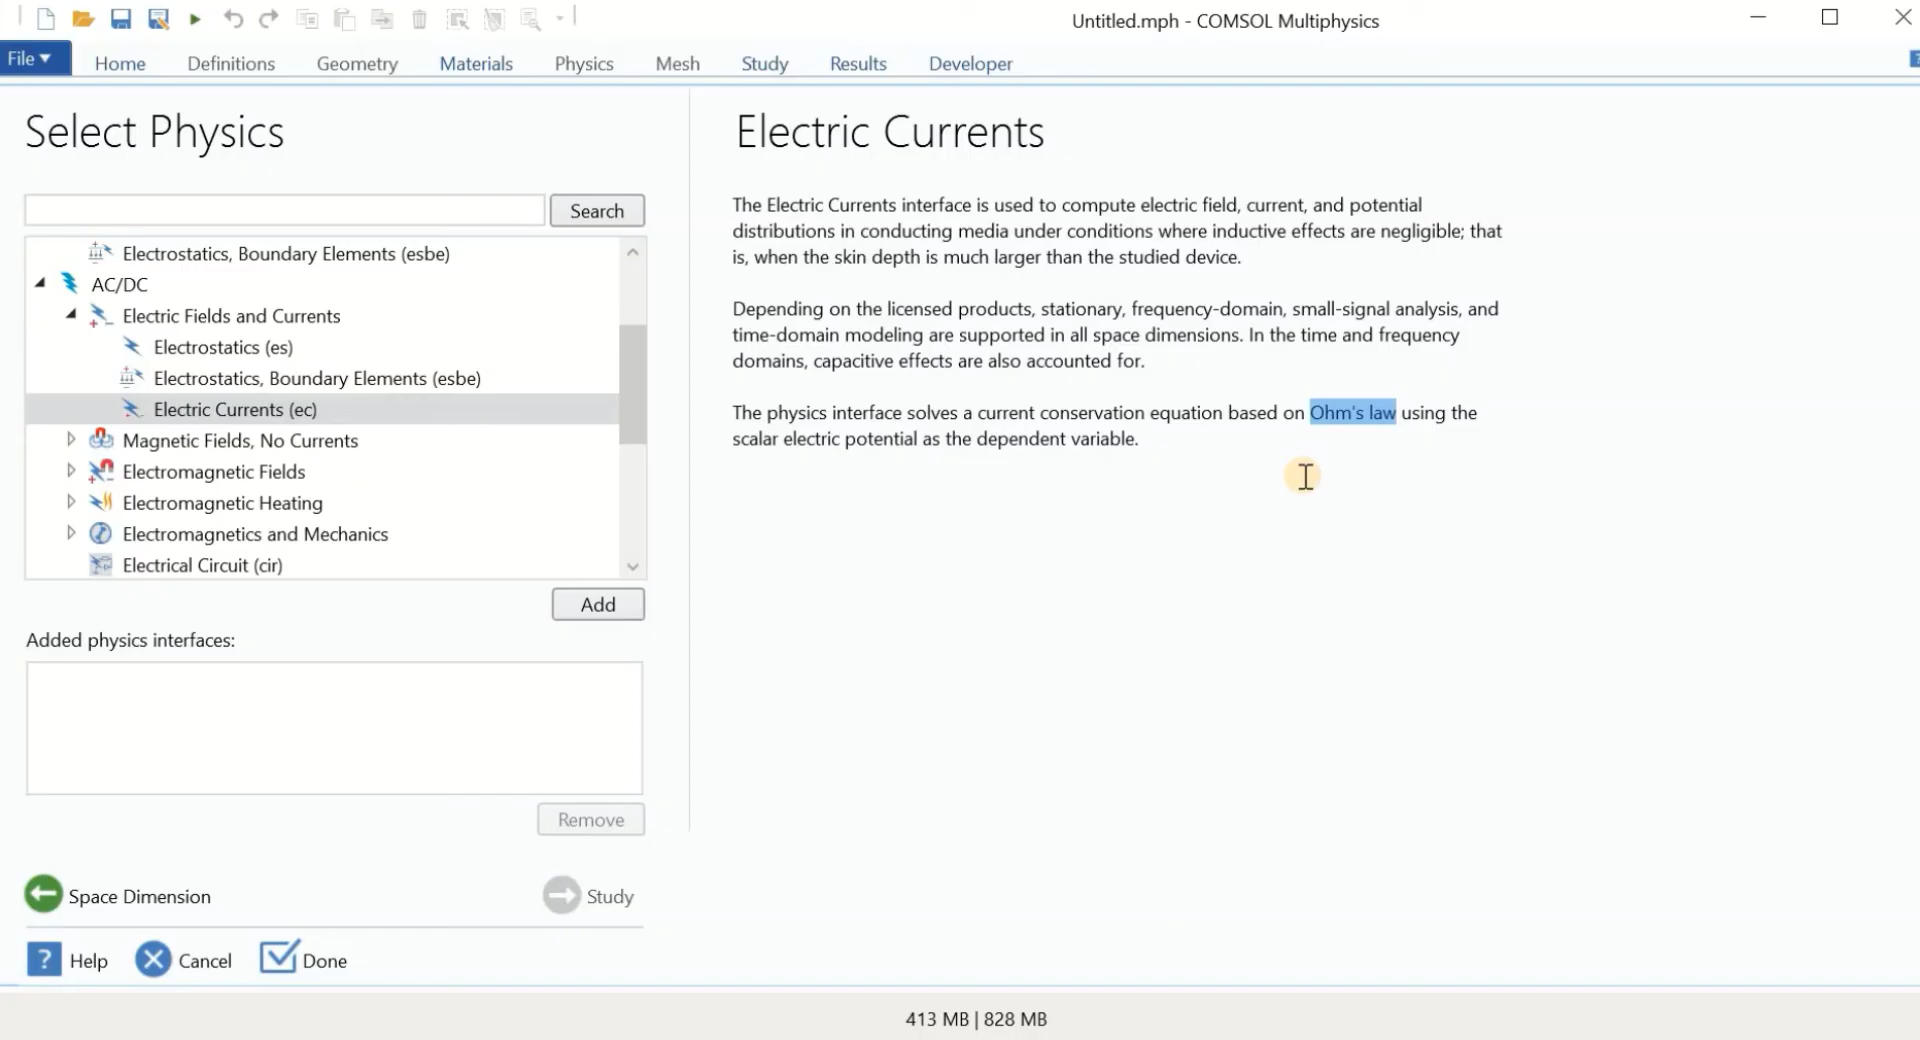 Untitled.mph - COMSOL Multiphysics
File Home Definitions Geometry Materials Physics Mesh Study Results Developer
Select Physics
Search
Electrostatics, Boundary Elements (esbe)
AC/DC
Electric Fields and Currents
Electrostatics (es)
Electrostatics, Boundary Elements (esbe)
Electric Currents (ec)
Magnetic Fields, No Currents
Electromagnetic Fields
Electromagnetic Heating
Electromagnetics and Mechanics
Electrical Circuit (cir)
Add
Added physics interfaces:
Remove
Space Dimension
Study
? Help Cancel Done
Electric Currents
The Electric Currents interface is used to compute electric field, current, and potential
distributions in conducting media under conditions where inductive effects are negligible; that
is, when the skin depth is much larger than the studied device.
Depending on the licensed products, stationary, frequency-domain, small-signal analysis, and
time-domain modeling are supported in all space dimensions. In the time and frequency
domains, capacitive effects are also accounted for.
The physics interface solves a current conservation equation based on Ohm's law using the
scalar electric potential as the dependent variable.
413 MB | 828 MB